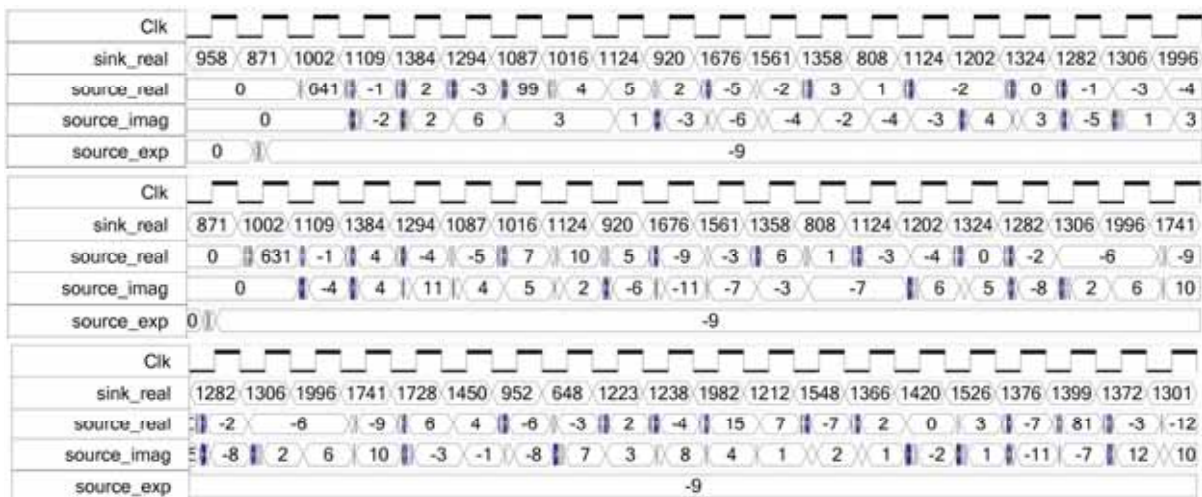 Clk
sink_real 958 871 1002 1109 1384 1294 1087 1016 1124 920 1676 1561 1358 808 1124 1202 1324 1282 1306 1996
source_real 0 641 -1 2 -3 99 4 5 2 -5 -2 3 1 -2 0 -1 -3 -4
source_imag 0 -2 2 6 3 1 -3 -6 -4 -2 -4 -3 4 3 -5 1 3
source_exp 0 -9
Clk
sink_real 871 1002 1109 1384 1294 1087 1016 1124 920 1676 1561 1358 808 1124 1202 1324 1282 1306 1996 1741
source_real 0 631 -1 4 -4 -5 7 10 5 -9 -3 6 1 -3 -4 0 -2 -6 -9
source_imag 0 -4 4 11 4 5 2 -6 -11 -7 -3 -7 6 5 -8 2 6 10
source_exp 0 -9
Clk
sink_real 1282 1306 1996 1741 1728 1450 952 648 1223 1238 1982 1212 1548 1366 1420 1526 1376 1399 1372 1301
source_real -2 -6 -9 6 4 -6 -3 2 -4 15 7 -7 2 0 3 -7 81 -3 -12
source_imag -8 2 6 10 -3 -1 -8 7 3 8 4 1 2 1 -2 1 -11 -7 12 10
source_exp -9